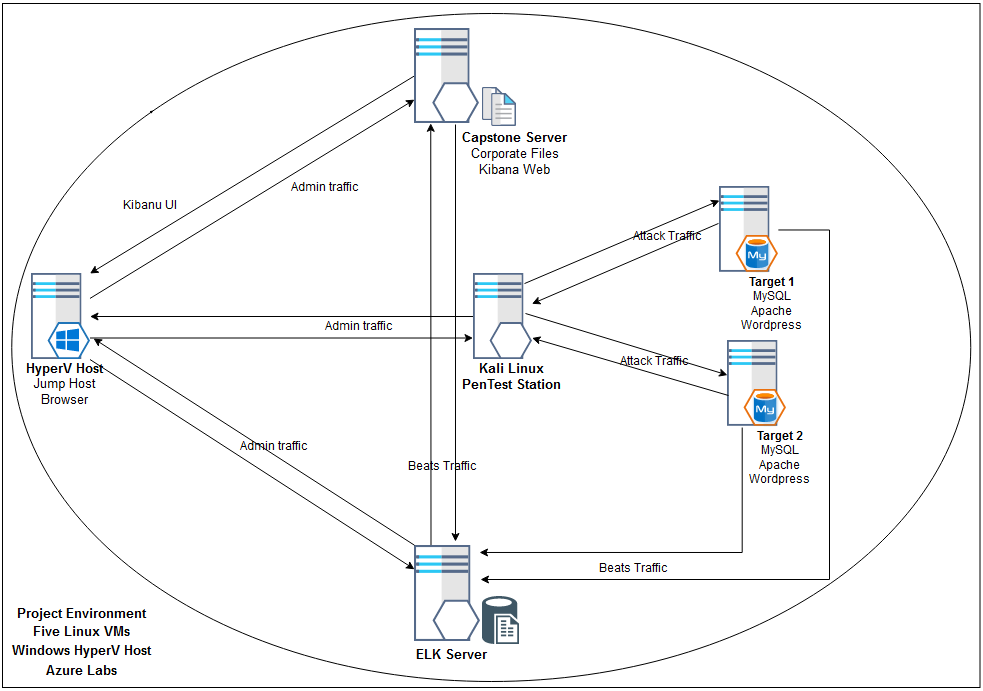 Capstone Server
Corporate Files
Kibana Web
Kibanu UI
Admin traffic
Attack Traffic
My
Target 1
MySQL
Apache
Wordpress
Admin traffic
HyperV Host
Jump Host
Browser
Kali Linux
PenTest Station
Attack Traffic
My
Target 2
MySQL
Apache
Wordpress
Admin traffic
Beats Traffic
Beats Traffic
ELK Server
Project Environment
Five Linux VMs
Windows HyperV Host
Azure Labs